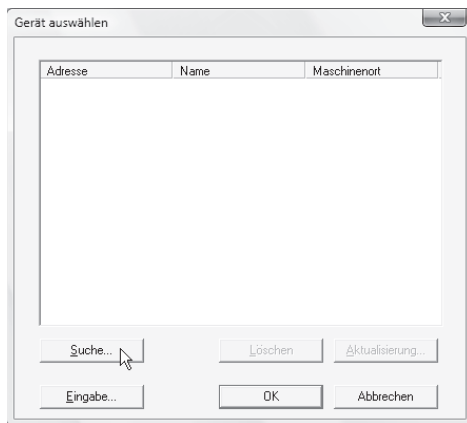 Gerät auswählen
Adresse Name Maschinenort
Suche... Löschen Aktualisierung...
Eingabe... OK Abbrechen